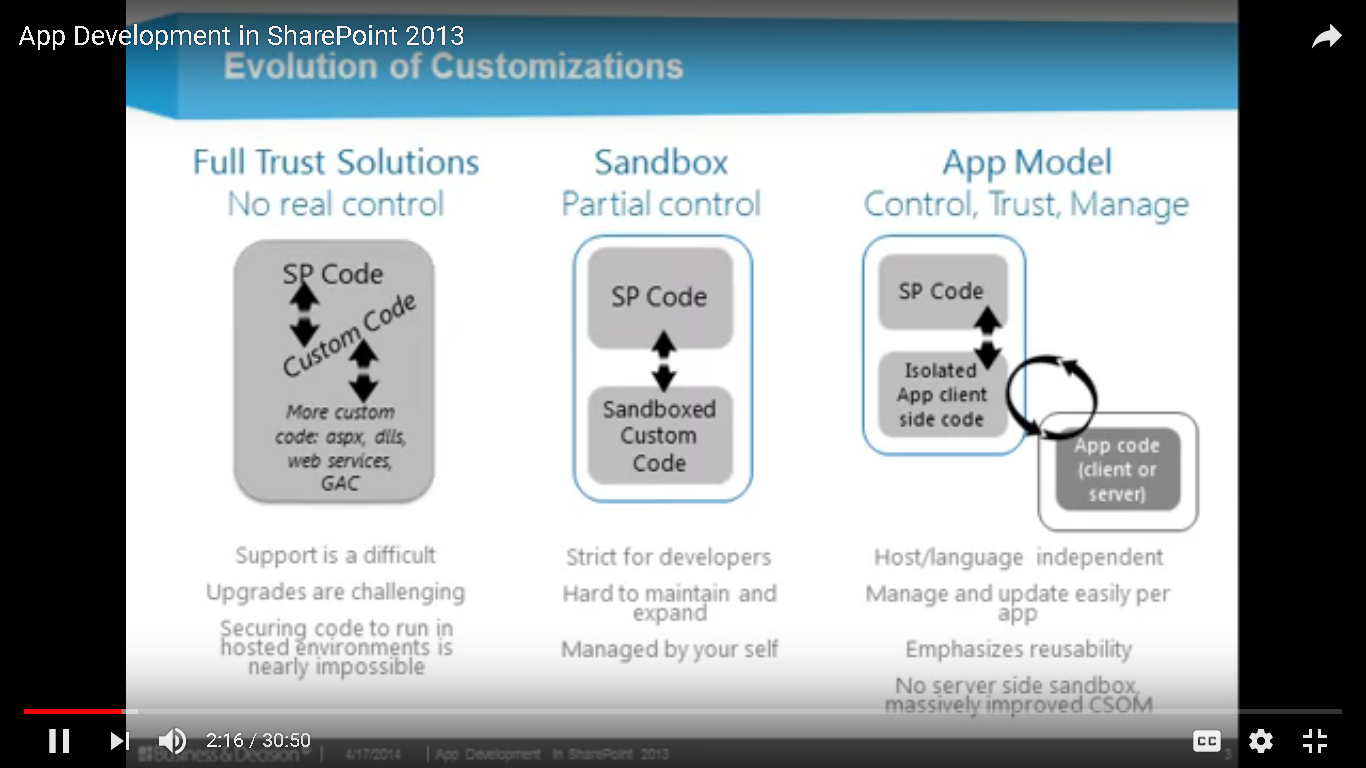 App Development in SharePoint 2013
Evolution of Customizations
Full Trust Solutions
No real control
SP Code
Custom Code
More custom
code: aspx, dlls,
web services,
GAC
Support is a difficult
Upgrades are challenging
Securing code to run in
hosted environments is
nearly impossible
Sandbox
Partial control
SP Code
Sandboxed
Custom
Code
Strict for developers
Hard to maintain and
expand
Managed by your self
App Model
Control, Trust, Manage
SP Code
Isolated
App client
side code
App code
(client or
server)
Host/language independent
Manage and update easily per
app
Emphasizes reusability
No server side sandbox,
massively improved CSOM
2:16 / 30:50
CC
Business & Decision | 4/17/2014 | App Development in SharePoint 2013
3